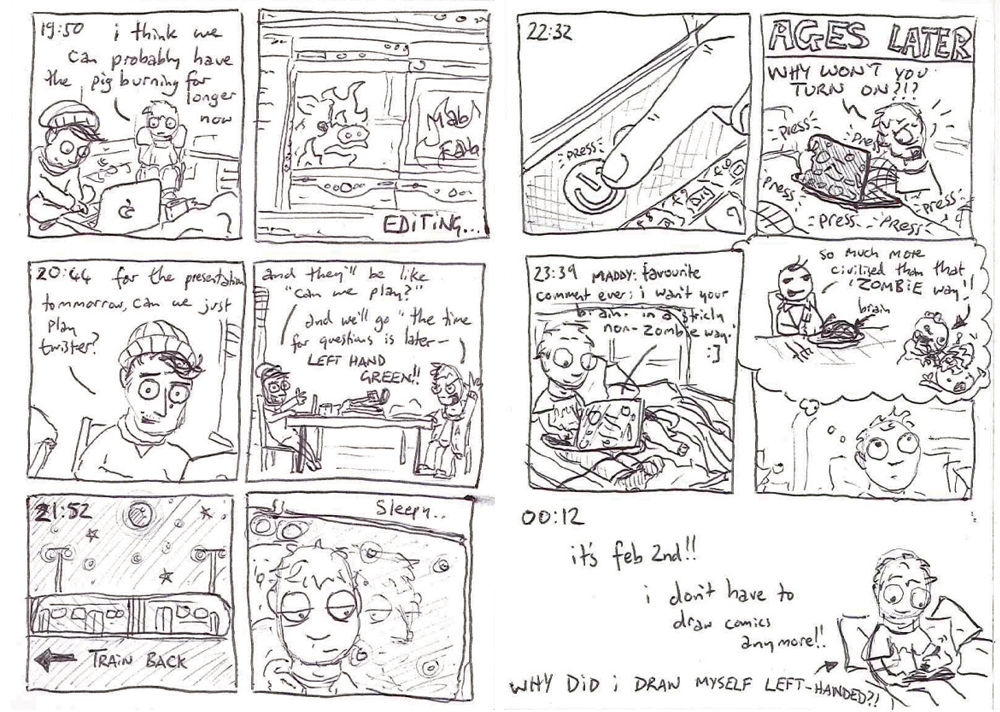 19:50
i think we
can probably have
the pig burning for
longer
now
EDITING...
20:44
for the presentation
tommorrow, can we just
play
twister?
and they'll be like
"can we play?"
and we'll go "the time
for questions is later-
LEFT HAND
GREEN!!
21:52
TRAIN BACK
Sleepy..
22:32
PRESS
AGES LATER
WHY WON'T YOU
TURN ON?!?
press
Press
press
Press
press
press
PRESS
23:39
MADDY: favourite
comment ever: i want your
brain. in a stricly
non-zombie way.'
:]
so much more
civilised than that
'ZOMBiE way'!
brain
00:12
it's feb 2nd!!
i don't have to
draw comics
anymore!!
WHY DiD i DRAW MYSELF LEFT-HANDED?!